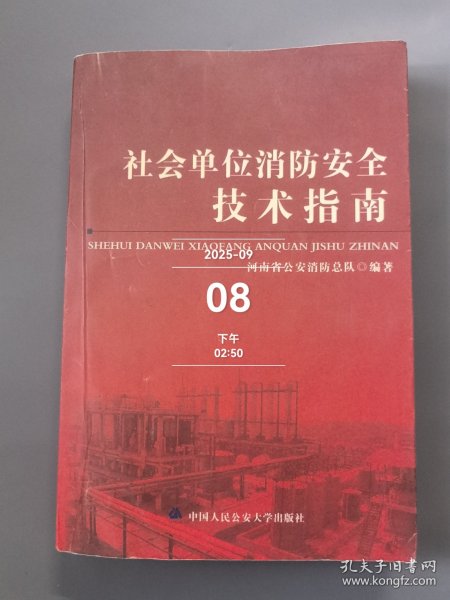 社会单位消防安全
技术指南
SHEHUI DANWEI XIAOFANG ANQUAN JISHU ZHINAN
2025-09
河南省公安消防总队◎编著
08
下午
02:50
中国人民公安大学出版社
孔夫子旧书网
www.kongfz.com